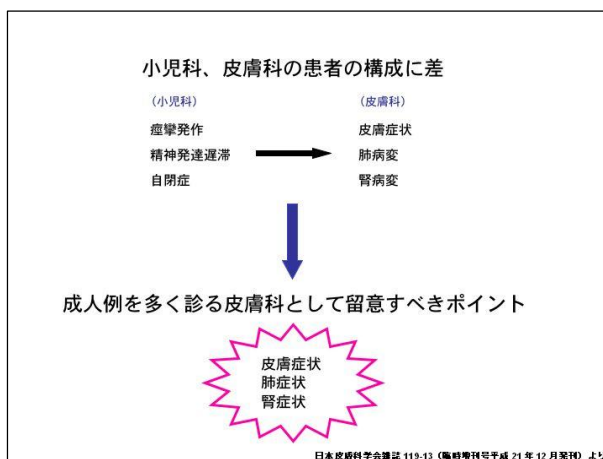 小児科、皮膚科の患者の構成に差
（小児科） （皮膚科）
痙攣発作 皮膚症状
精神発達遅滞 肺病変
自閉症 腎病変
成人例を多く診る皮膚科として留意すべきポイント
皮膚症状
肺症状
腎症状
日本皮膚科学会雑誌 119-13（臨時増刊号平成 21 年 12 月発刊）より